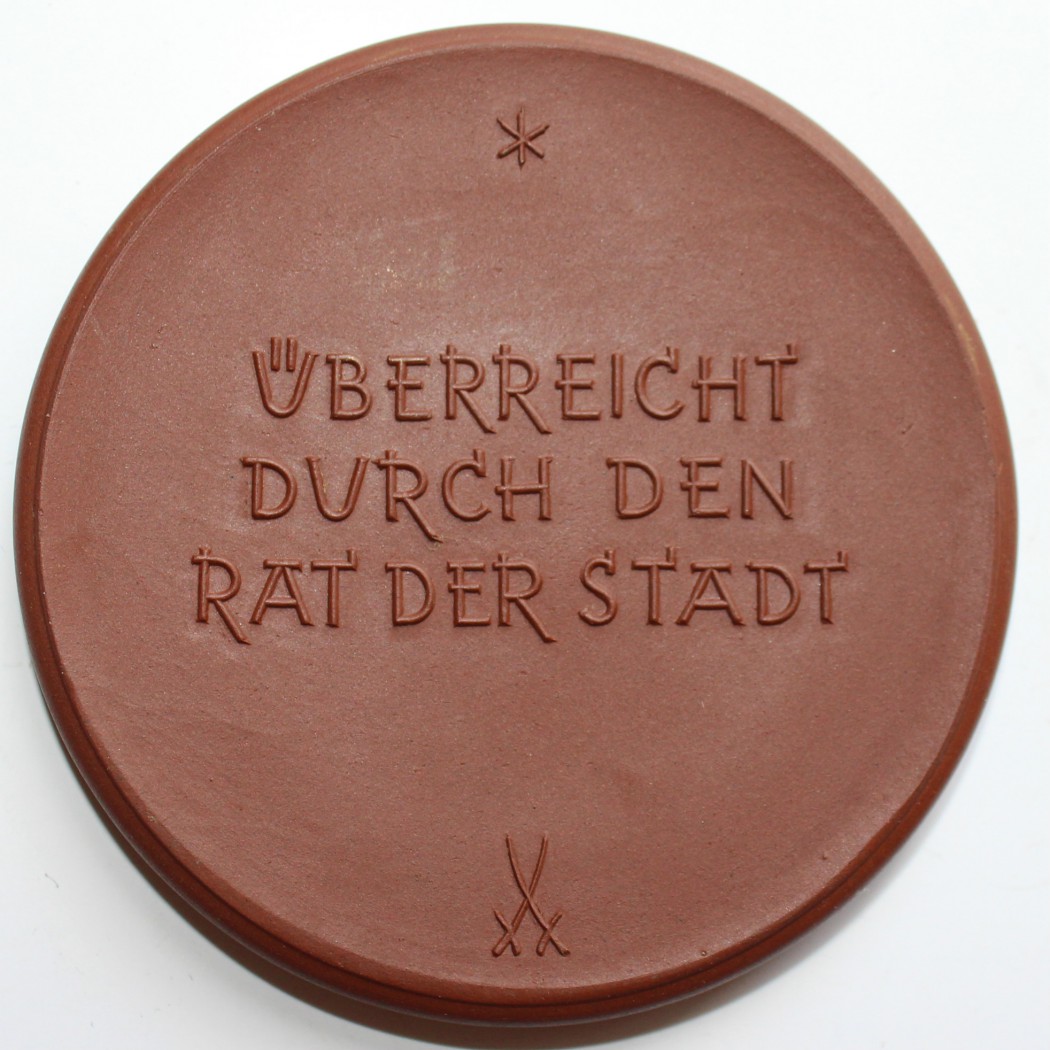 ÜBERREICHT
DURCH DEN
RAT DER STADT